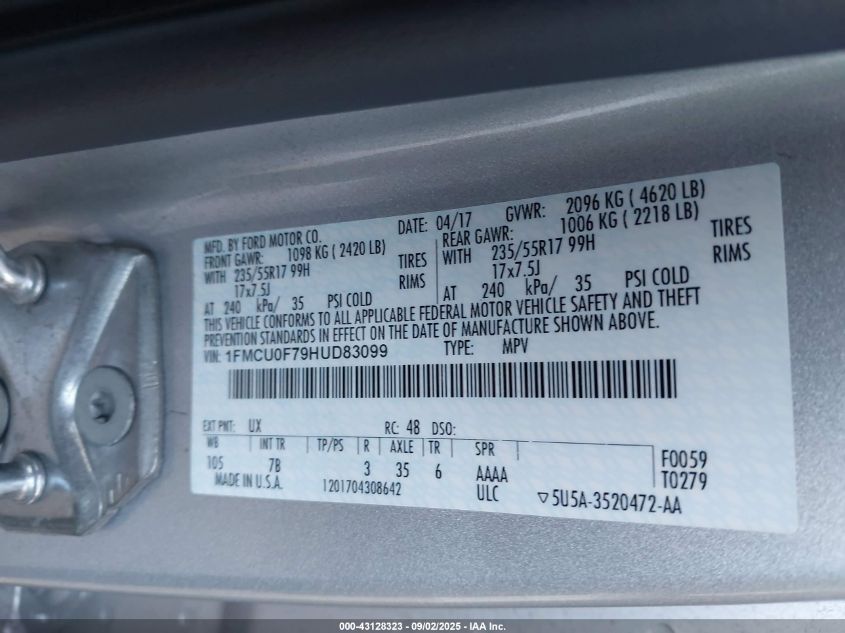 MFD. BY FORD MOTOR CO. DATE: 04/17 GVWR: 2096 KG ( 4620 LB)
FRONT GAWR: 1098 KG ( 2420 LB) REAR GAWR: 1006 KG ( 2218 LB)
WITH 235/55R17 99H TIRES WITH 235/55R17 99H TIRES
17x7.5J RIMS 17x7.5J RIMS
AT 240 kPa/ 35 PSI COLD AT 240 kPa/ 35 PSI COLD
THIS VEHICLE CONFORMS TO ALL APPLICABLE FEDERAL MOTOR VEHICLE SAFETY AND THEFT
PREVENTION STANDARDS IN EFFECT ON THE DATE OF MANUFACTURE SHOWN ABOVE.
VIN: 1FMCU0F79HUD83099 TYPE: MPV
EXT PNT: UX RC: 48 DSO:
WB INT TR TP/PS R AXLE TR SPR F0059
105 7B 3 35 6 AAAA T0279
MADE IN U.S.A. 1201704308642 ULC ▽5U5A-3520472-AA
000-43128323 - 09/02/2025 - IAA Inc.